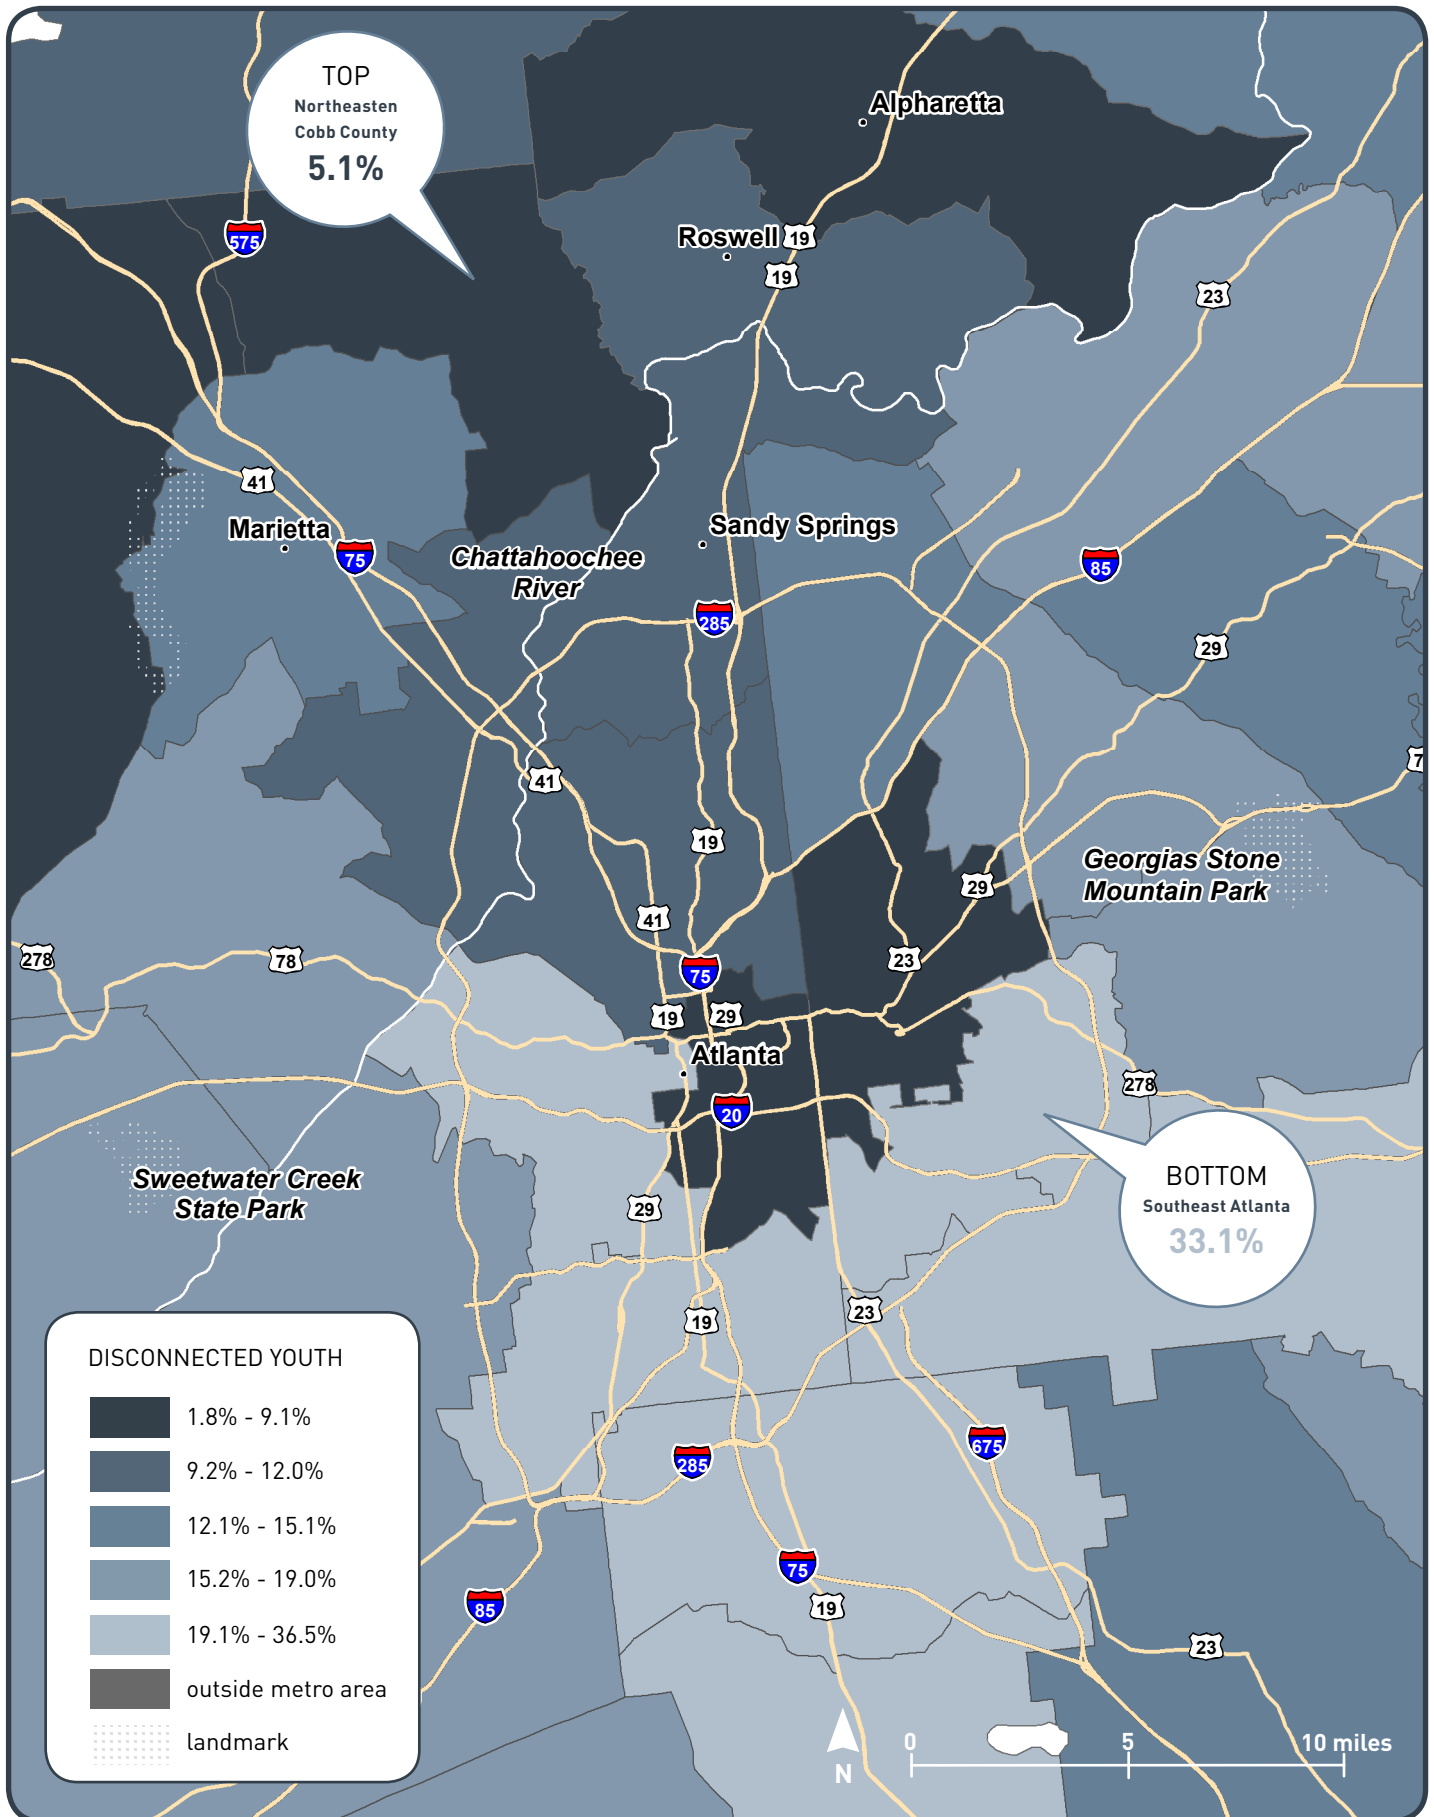 TOP
Northeasten
Cobb County
5.1%
Alpharetta
575
Roswell
19
19
23
41
Marietta
75
Chattahoochee
River
Sandy Springs
285
85
29
41
7
19
Georgias Stone
Mountain Park
29
41
278
78
23
75
19
29
Atlanta
278
20
Sweetwater Creek
State Park
BOTTOM
Southeast Atlanta
33.1%
29
19
23
DISCONNECTED YOUTH
1.8% - 9.1%
9.2% - 12.0%
12.1% - 15.1%
15.2% - 19.0%
19.1% - 36.5%
outside metro area
landmark
675
285
75
19
85
23
0
5
10 miles
N